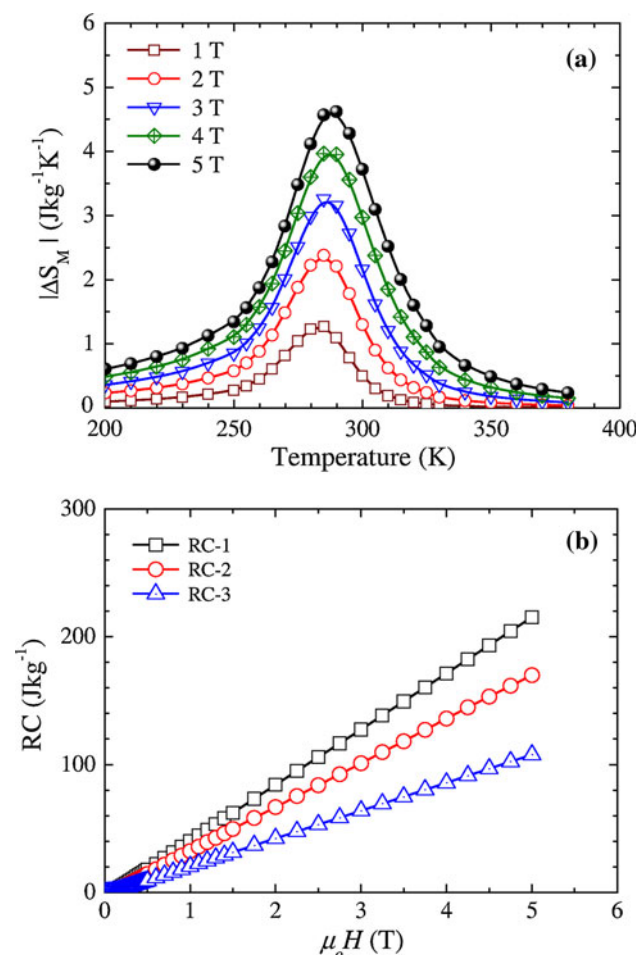 6
5
4
3
2
1
0
1 T
2 T
3 T
4 T
5 T
(a)
|ΔS_M| (Jkg⁻¹K⁻¹)
200 250 300 350 400
Temperature (K)
300
200
100
0
RC-1
RC-2
RC-3
(b)
RC (Jkg⁻¹)
0 1 2 3 4 5 6
μ₀H (T)